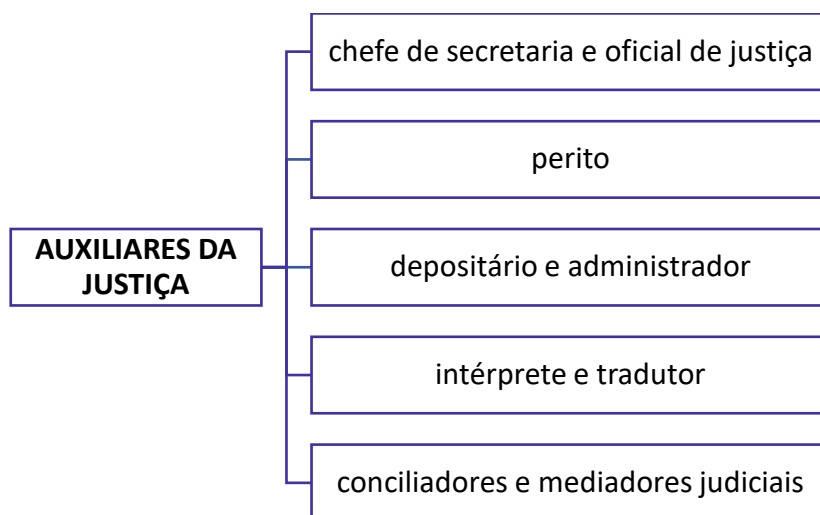 chefe de secretaria e oficial de justiça
perito
AUXILIARES DA
JUSTIÇA
depositário e administrador
intérprete e tradutor
conciliadores e mediadores judiciais